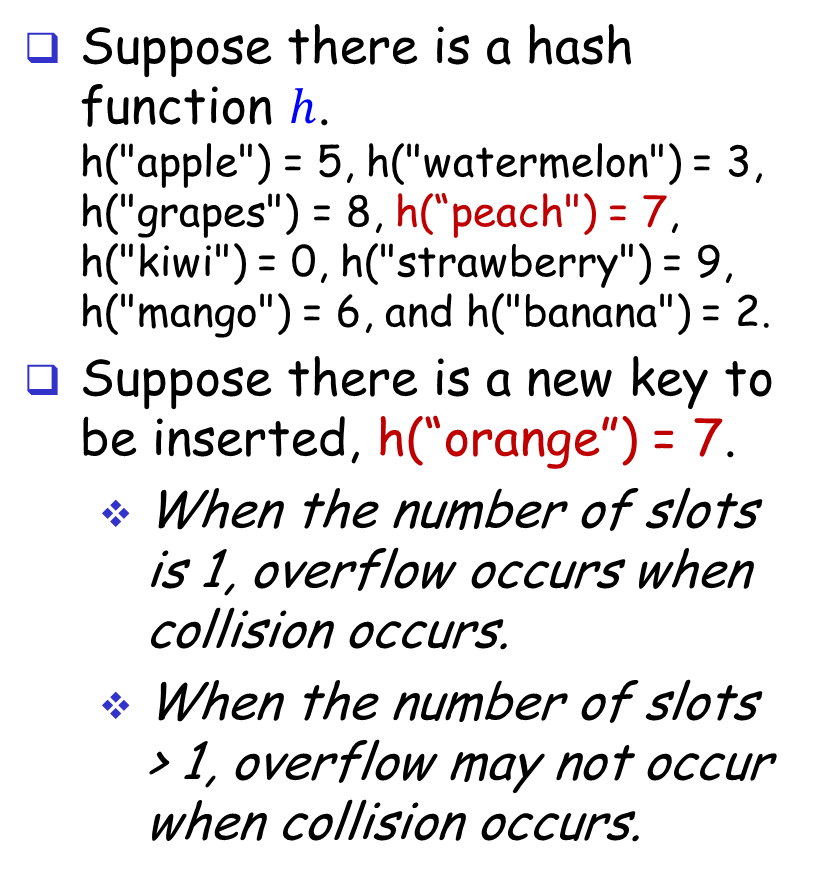 Suppose there is a hash
function h.
h("apple") = 5, h("watermelon") = 3,
h("grapes") = 8, h(“peach") = 7,
h("kiwi") = 0, h("strawberry") = 9,
h("mango") = 6, and h("banana") = 2.
Suppose there is a new key to
be inserted, h(“orange”) = 7.
When the number of slots
is 1, overflow occurs when
collision occurs.
When the number of slots
> 1, overflow may not occur
when collision occurs.